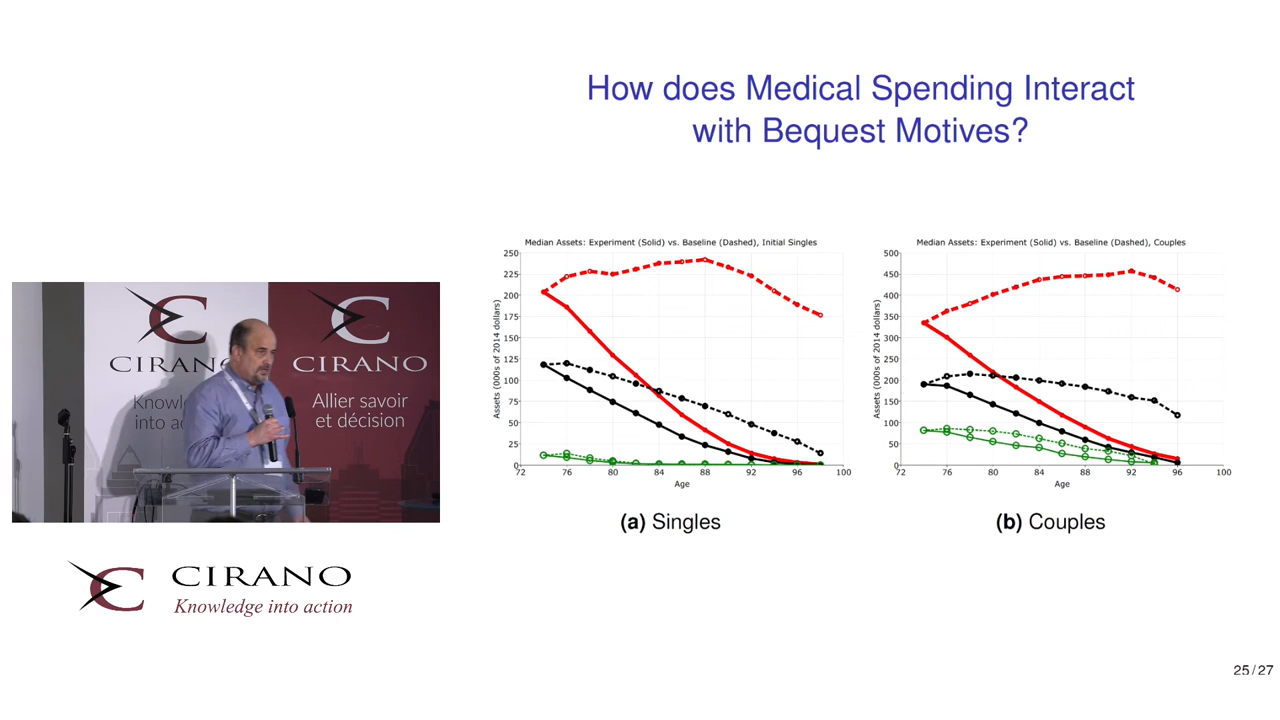 How does Medical Spending Interact
with Bequest Motives?
Median Assets: Experiment (Solid) vs. Baseline (Dashed), Initial Singles
Assets (000s of 2014 dollars)
250
225
200
175
150
125
100
75
50
25
0
72 76 80 84 88 92 96 100
Age
(a) Singles
Median Assets: Experiment (Solid) vs. Baseline (Dashed), Couples
Assets (000s of 2014 dollars)
500
450
400
350
300
250
200
150
100
50
0
72 76 80 84 88 92 96 100
Age
(b) Couples
CIRANO
Allier savoir
et décision
CIRANO
Knowledge into action
25/27